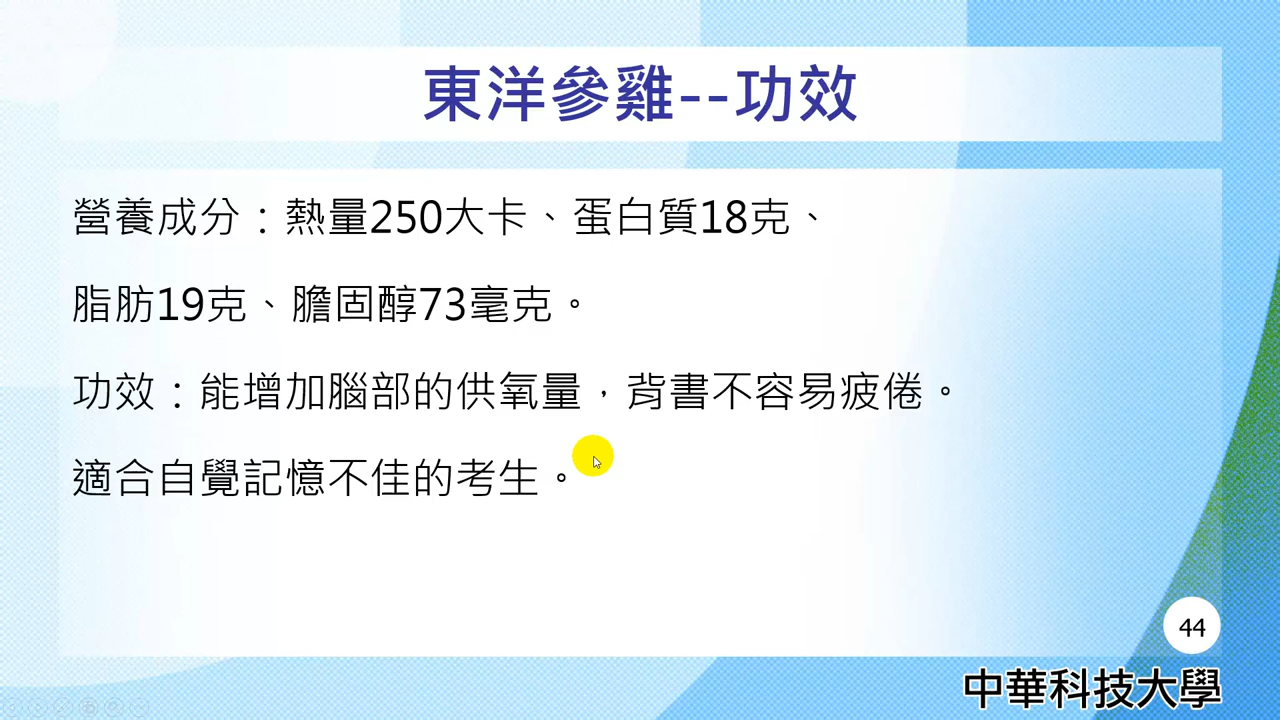 東洋參雞--功效
營養成分：熱量250大卡、蛋白質18克、
脂肪19克、膽固醇73毫克。
功效：能增加腦部的供氧量，背書不容易疲倦。
適合自覺記憶不佳的考生。
44
中華科技大學